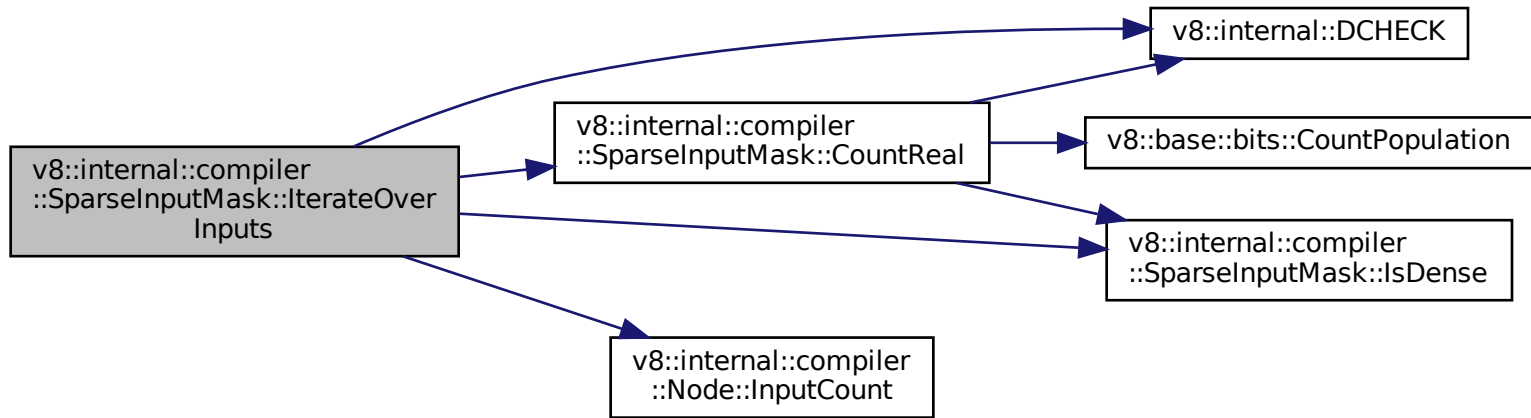 v8::internal::compiler
::SparseInputMask::IterateOver
Inputs
v8::internal::DCHECK
v8::internal::compiler
::SparseInputMask::CountReal
v8::base::bits::CountPopulation
v8::internal::compiler
::SparseInputMask::IsDense
v8::internal::compiler
::Node::InputCount